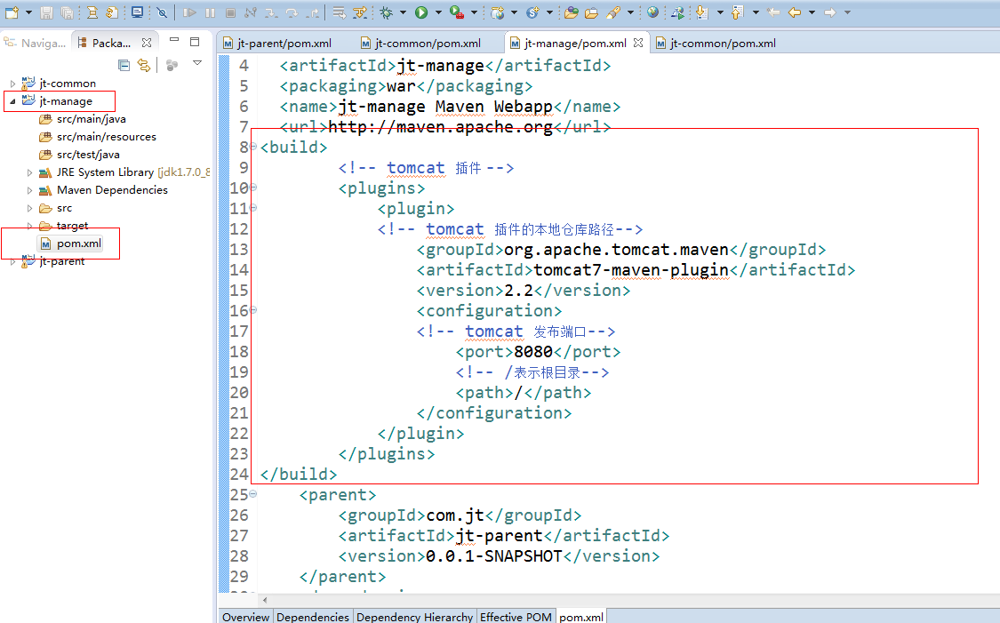 Naviga...
Packa...
jt-common
jt-manage
src/main/java
src/main/resources
src/test/java
JRE System Library [jdk1.7.0_8
Maven Dependencies
src
target
pom.xml
jt-parent
jt-parent/pom.xml
jt-common/pom.xml
jt-manage/pom.xml
jt-common/pom.xml
4 <artifactId>jt-manage</artifactId>
5 <packaging>war</packaging>
6 <name>jt-manage Maven Webapp</name>
7 <url>http://maven.apache.org</url>
8 <build>
9 <!-- tomcat 插件 -->
10 <plugins>
11 <plugin>
12 <!-- tomcat 插件的本地仓库路径-->
13 <groupId>org.apache.tomcat.maven</groupId>
14 <artifactId>tomcat7-maven-plugin</artifactId>
15 <version>2.2</version>
16 <configuration>
17 <!-- tomcat 发布端口-->
18 <port>8080</port>
19 <!-- /表示根目录-->
20 <path>/</path>
21 </configuration>
22 </plugin>
23 </plugins>
24 </build>
25 <parent>
26 <groupId>com.jt</groupId>
27 <artifactId>jt-parent</artifactId>
28 <version>0.0.1-SNAPSHOT</version>
29 </parent>
Overview
Dependencies
Dependency Hierarchy
Effective POM
pom.xml